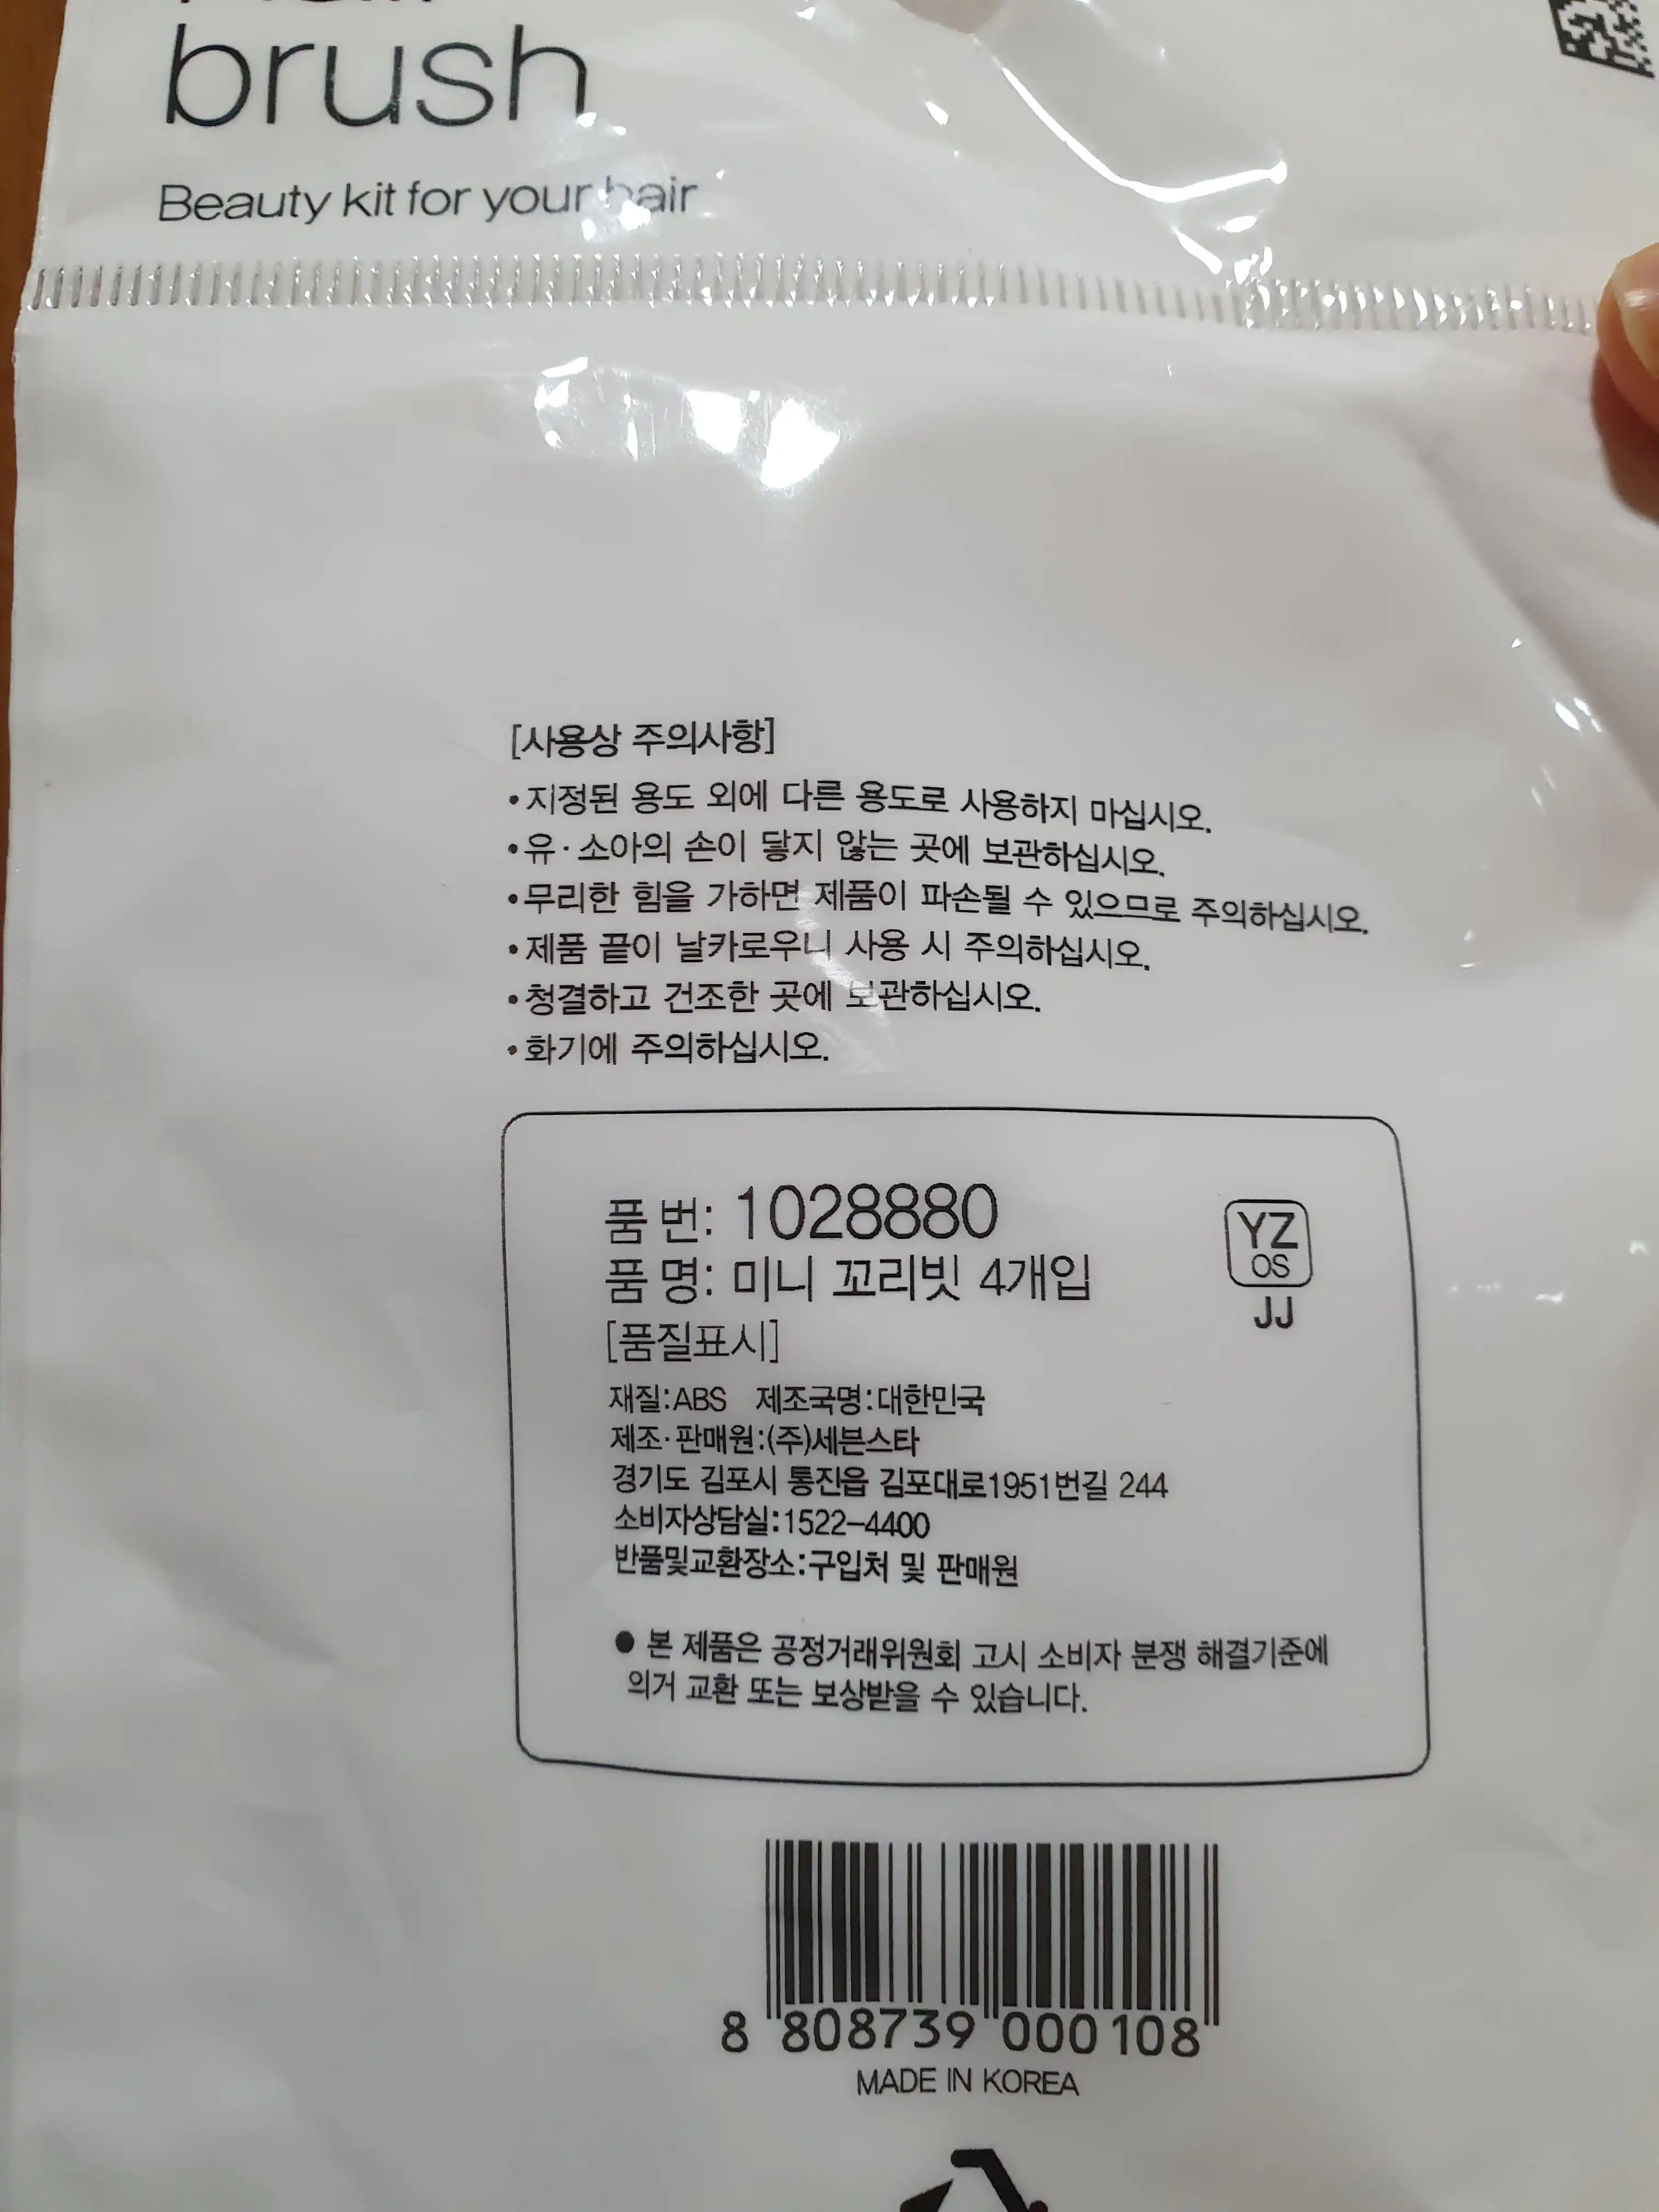 brush
Beauty kit for your hair
[사용상 주의사항]
•지정된 용도 외에 다른 용도로 사용하지 마십시오.
•유·소아의 손이 닿지 않는 곳에 보관하십시오.
•무리한 힘을 가하면 제품이 파손될 수 있으므로 주의하십시오.
•제품 끝이 날카로우니 사용 시 주의하십시오.
•청결하고 건조한 곳에 보관하십시오.
•화기에 주의하십시오.
품 번: 1028880
품 명: 미니 꼬리빗 4개입
YZ
OS
JJ
[품질표시]
재질:ABS 제조국명:대한민국
제조·판매원:(주)세븐스타
경기도 김포시 통진읍 김포대로1951번길 244
소비자상담실:1522-4400
반품및교환장소:구입처 및 판매원
● 본 제품은 공정거래위원회 고시 소비자 분쟁 해결기준에
의거 교환 또는 보상받을 수 있습니다.
8 808739 000108
MADE IN KOREA